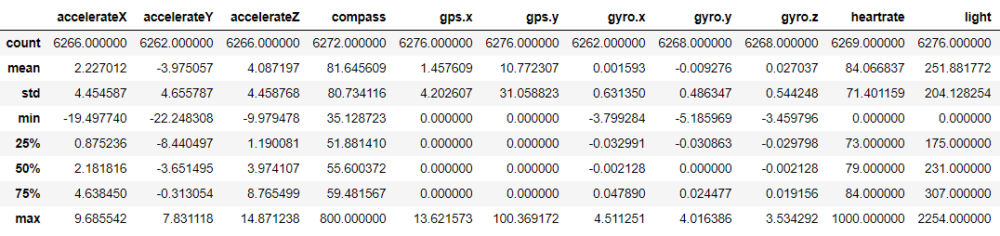 accelerateX accelerateY accelerateZ compass gps.x gps.y gyro.x gyro.y gyro.z heartrate light
count 6266.000000 6262.000000 6266.000000 6272.000000 6276.000000 6276.000000 6262.000000 6268.000000 6268.000000 6269.000000 6276.000000
mean 2.227012 -3.975057 4.087197 81.645609 1.457609 10.772307 0.001593 -0.009276 0.027037 84.066837 251.881772
std 4.454587 4.655787 4.458768 80.734116 4.202607 31.058823 0.631350 0.486347 0.544248 71.401159 204.128254
min -19.497740 -22.248308 -9.979478 35.128723 0.000000 0.000000 -3.799284 -5.185969 -3.459796 0.000000 0.000000
25% 0.875236 -8.440497 1.190081 51.881410 0.000000 0.000000 -0.032991 -0.030863 -0.029798 73.000000 175.000000
50% 2.181816 -3.651495 3.974107 55.600372 0.000000 0.000000 -0.002128 0.000000 -0.002128 79.000000 231.000000
75% 4.638450 -0.313054 8.765499 59.481567 0.000000 0.000000 0.047890 0.024477 0.019156 84.000000 307.000000
max 9.685542 7.831118 14.871238 800.000000 13.621573 100.369172 4.511251 4.016386 3.534292 1000.000000 2254.000000